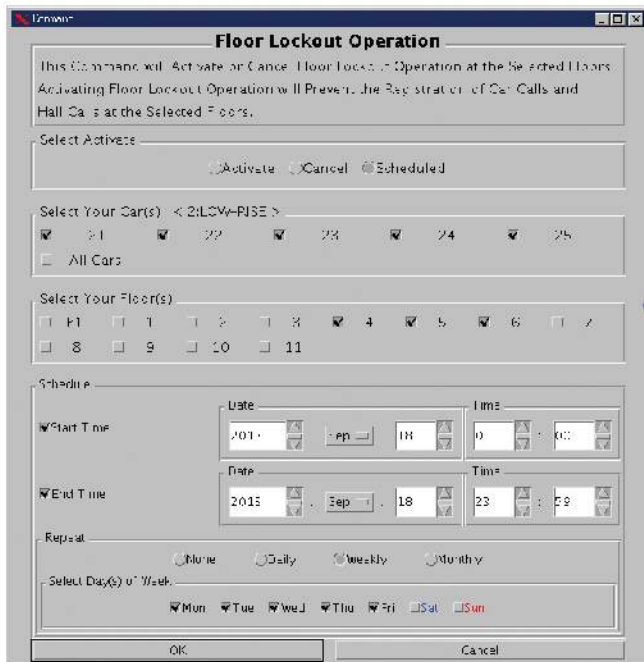 Command
Floor Lockout Operation
This Command will Activate or Cancel Floor Lockout Operation at the Selected Floors
Activating Floor Lockout Operation will Prevent the Registration of Car Calls and
Hall Calls at the Selected Floors.
Select Activate
Activate Cancel Scheduled
Select Your Car(s) < 2:LOW-RISE >
21 22 23 24 25
All Cars
Select Your Floor(s)
1 2 3 4 5 6 7
8 9 10 11
Schedule
Date Time
Start Time Sep 18 0 : 00
Date Time
End Time 2015 . Sep . 18 23 : 59
Repeat
None Daily Weekly Monthly
Select Day(s) of Week
Mon Tue Wed Thu Fri Sat Sun
OK Cancel